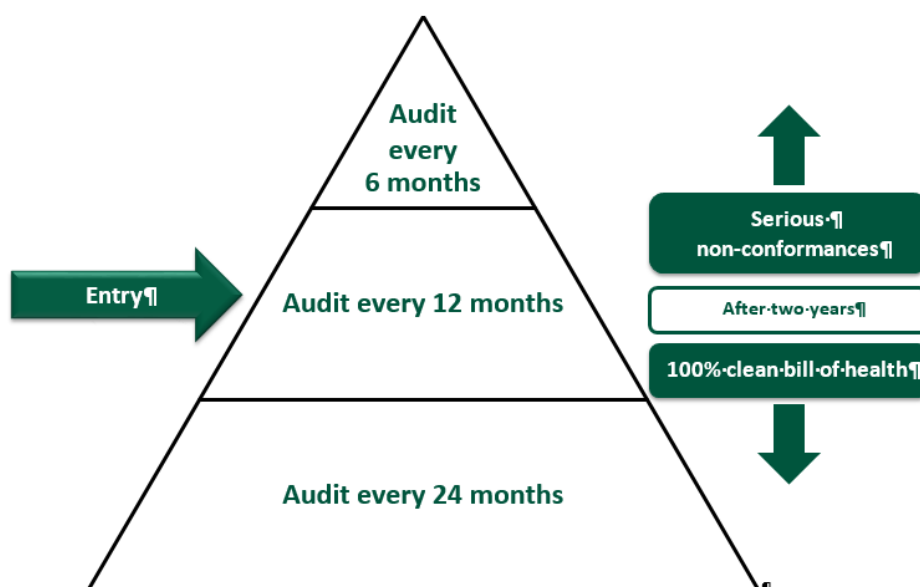 Audit
every
6 months
Serious·¶
non-conformances¶
Entry¶
Audit every 12 months
After·two·years¶
100%·clean·bill·of·health¶
Audit every 24 months
¶